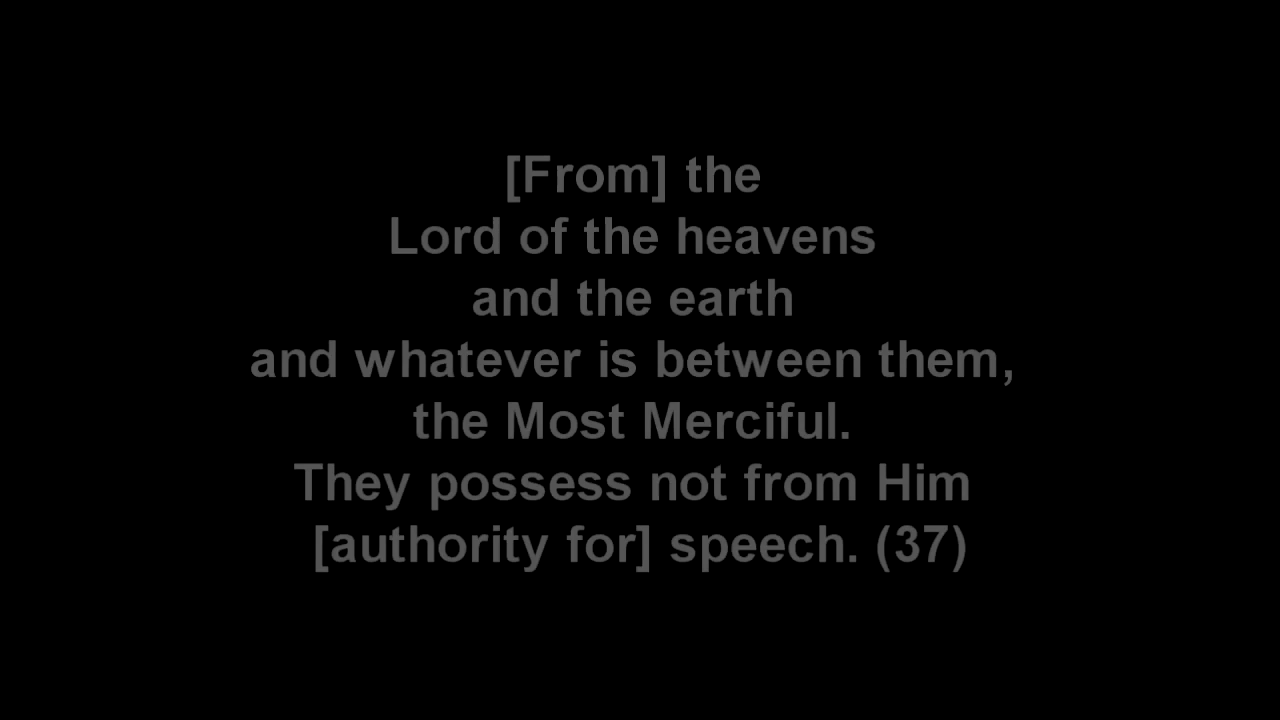 [From] the
Lord of the heavens
and the earth
and whatever is between them,
the Most Merciful.
They possess not from Him
[authority for] speech. (37)